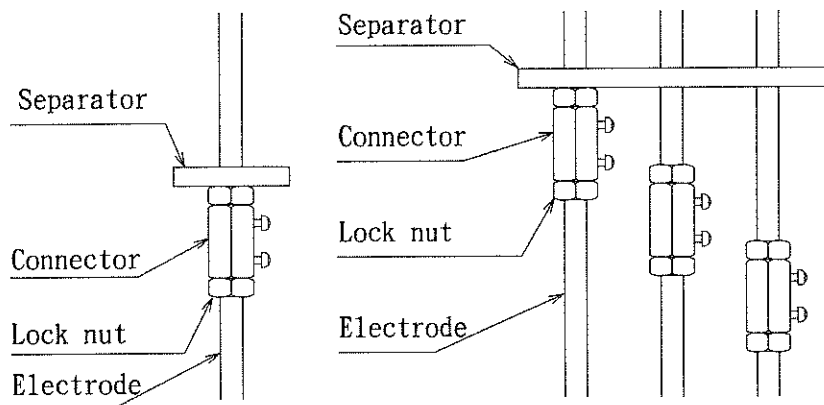 Separator
Connector
Lock nut
Electrode
Separator
Connector
Lock nut
Electrode